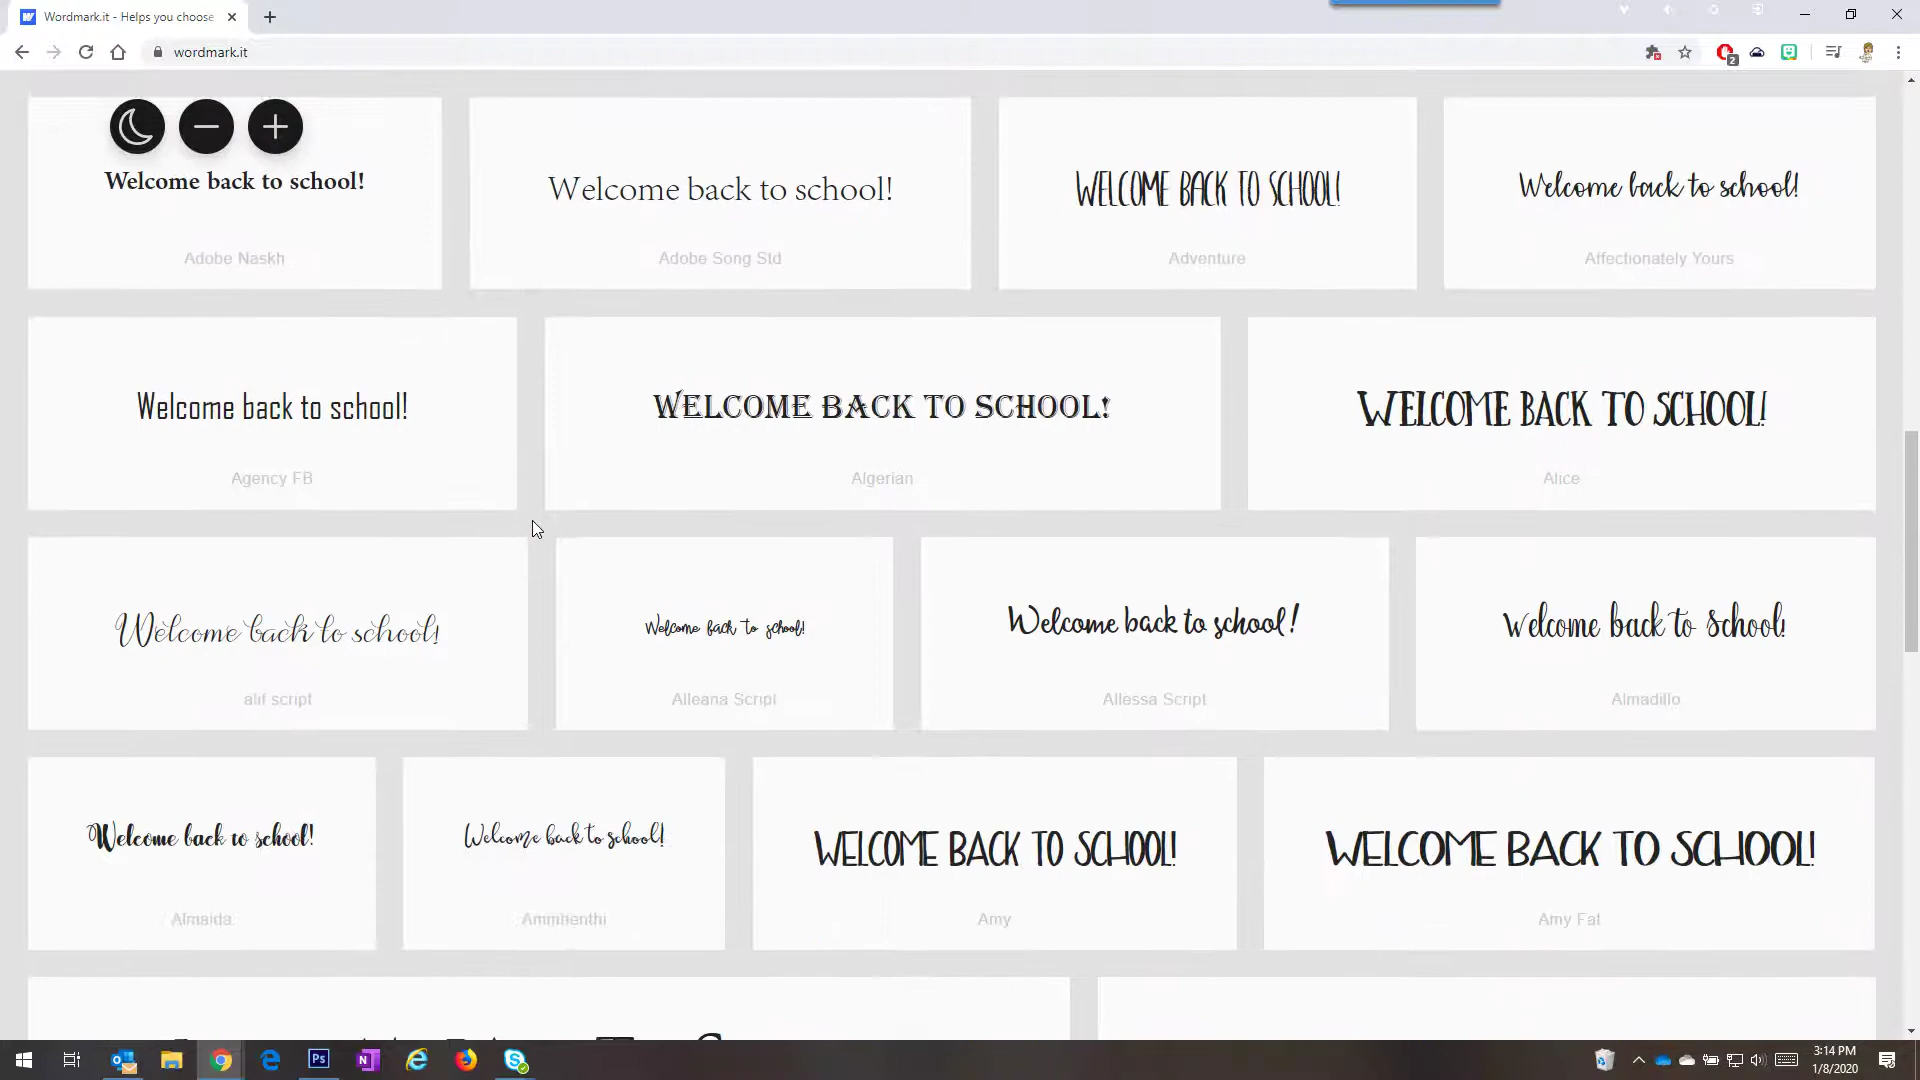 Wordmark.it - Helps you choose
wordmark.it
2
Welcome back to school!
Adobe Naskh
Welcome back to school!
Adobe Song Std
WELCOME BACK TO SCHOOL!
Adventure
Welcome back to school!
Affectionately Yours
Welcome back to school!
Agency FB
WELCOME BACK TO SCHOOL!
Algerian
WELCOME BACK TO SCHOOL!
Alice
Welcome back to school!
alif script
Welcome back to school!
Alleana Script
Welcome back to school!
Allessa Script
Welcome back to school!
Almadillo
Welcome back to school!
Almaida
Welcome back to school!
Ammhenthi
WELCOME BACK TO SCHOOL!
Amy
WELCOME BACK TO SCHOOL!
Amy Fat
Ps
N
3:14 PM
1/8/2020